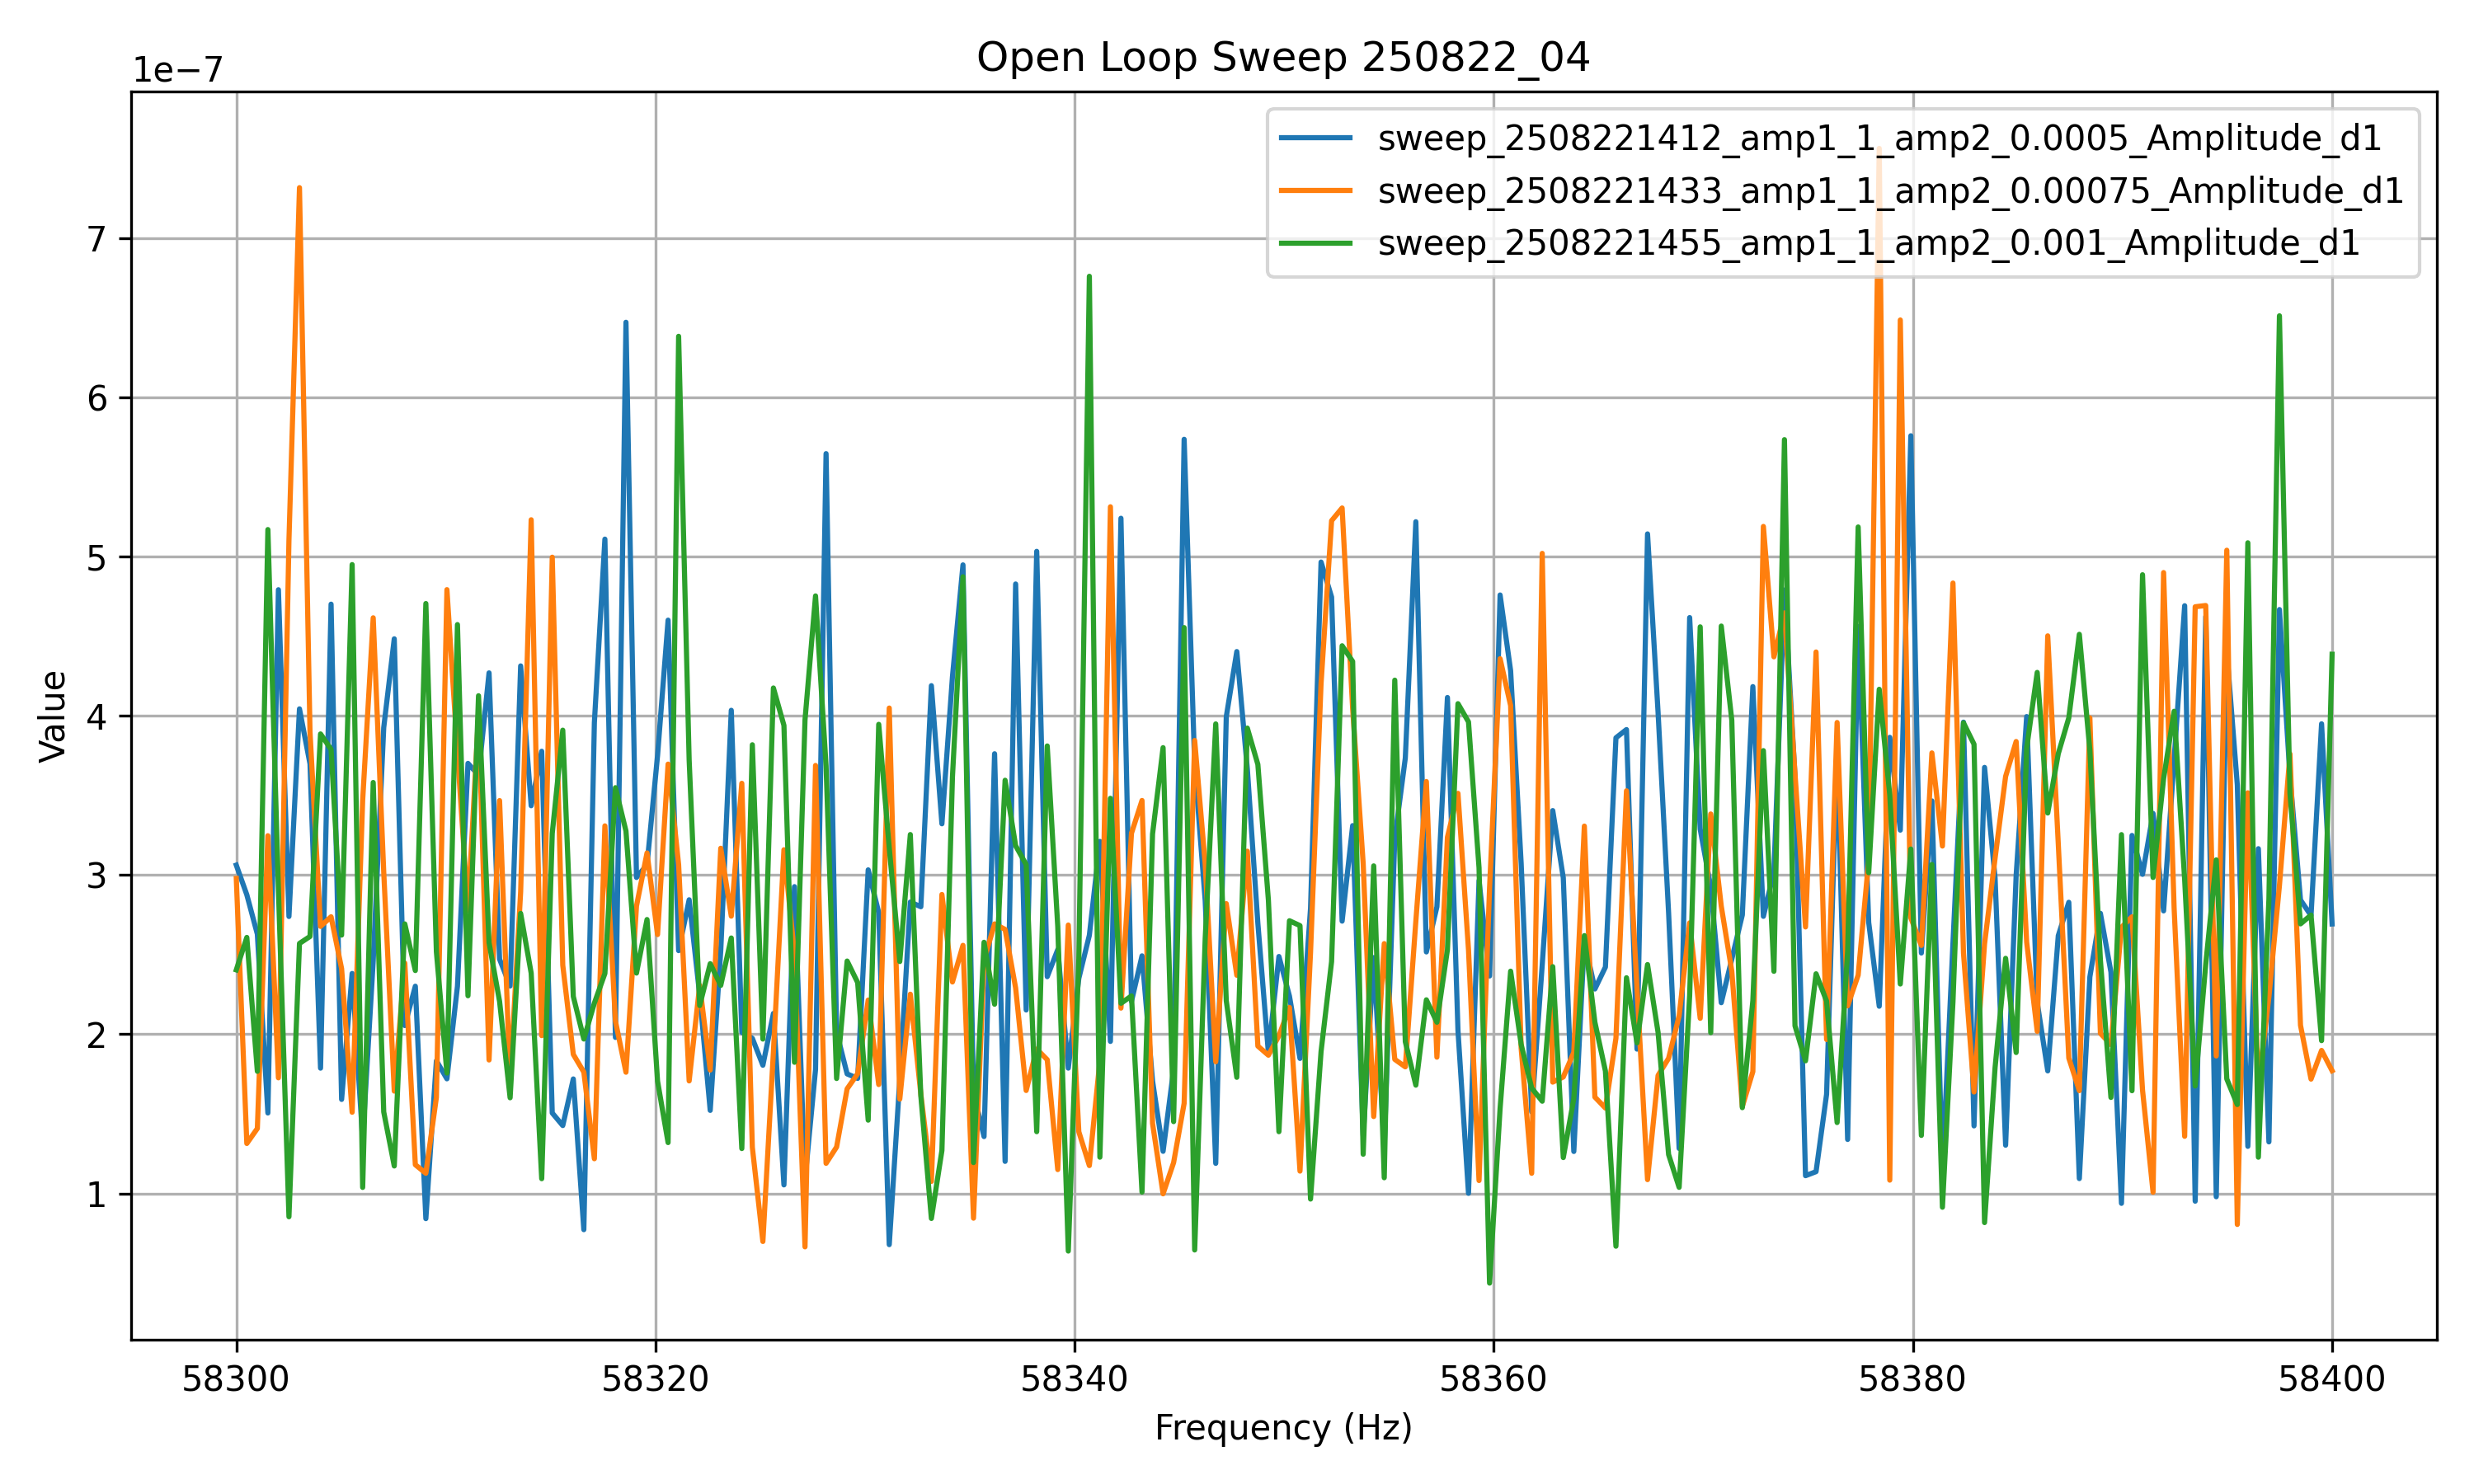 Open Loop Sweep 250822_04
1e−7
sweep_2508221412_amp1_1_amp2_0.0005_Amplitude_d1
sweep_2508221433_amp1_1_amp2_0.00075_Amplitude_d1
sweep_2508221455_amp1_1_amp2_0.001_Amplitude_d1
7
6
5
4
3
2
1
Value
58300 58320 58340 58360 58380 58400
Frequency (Hz)